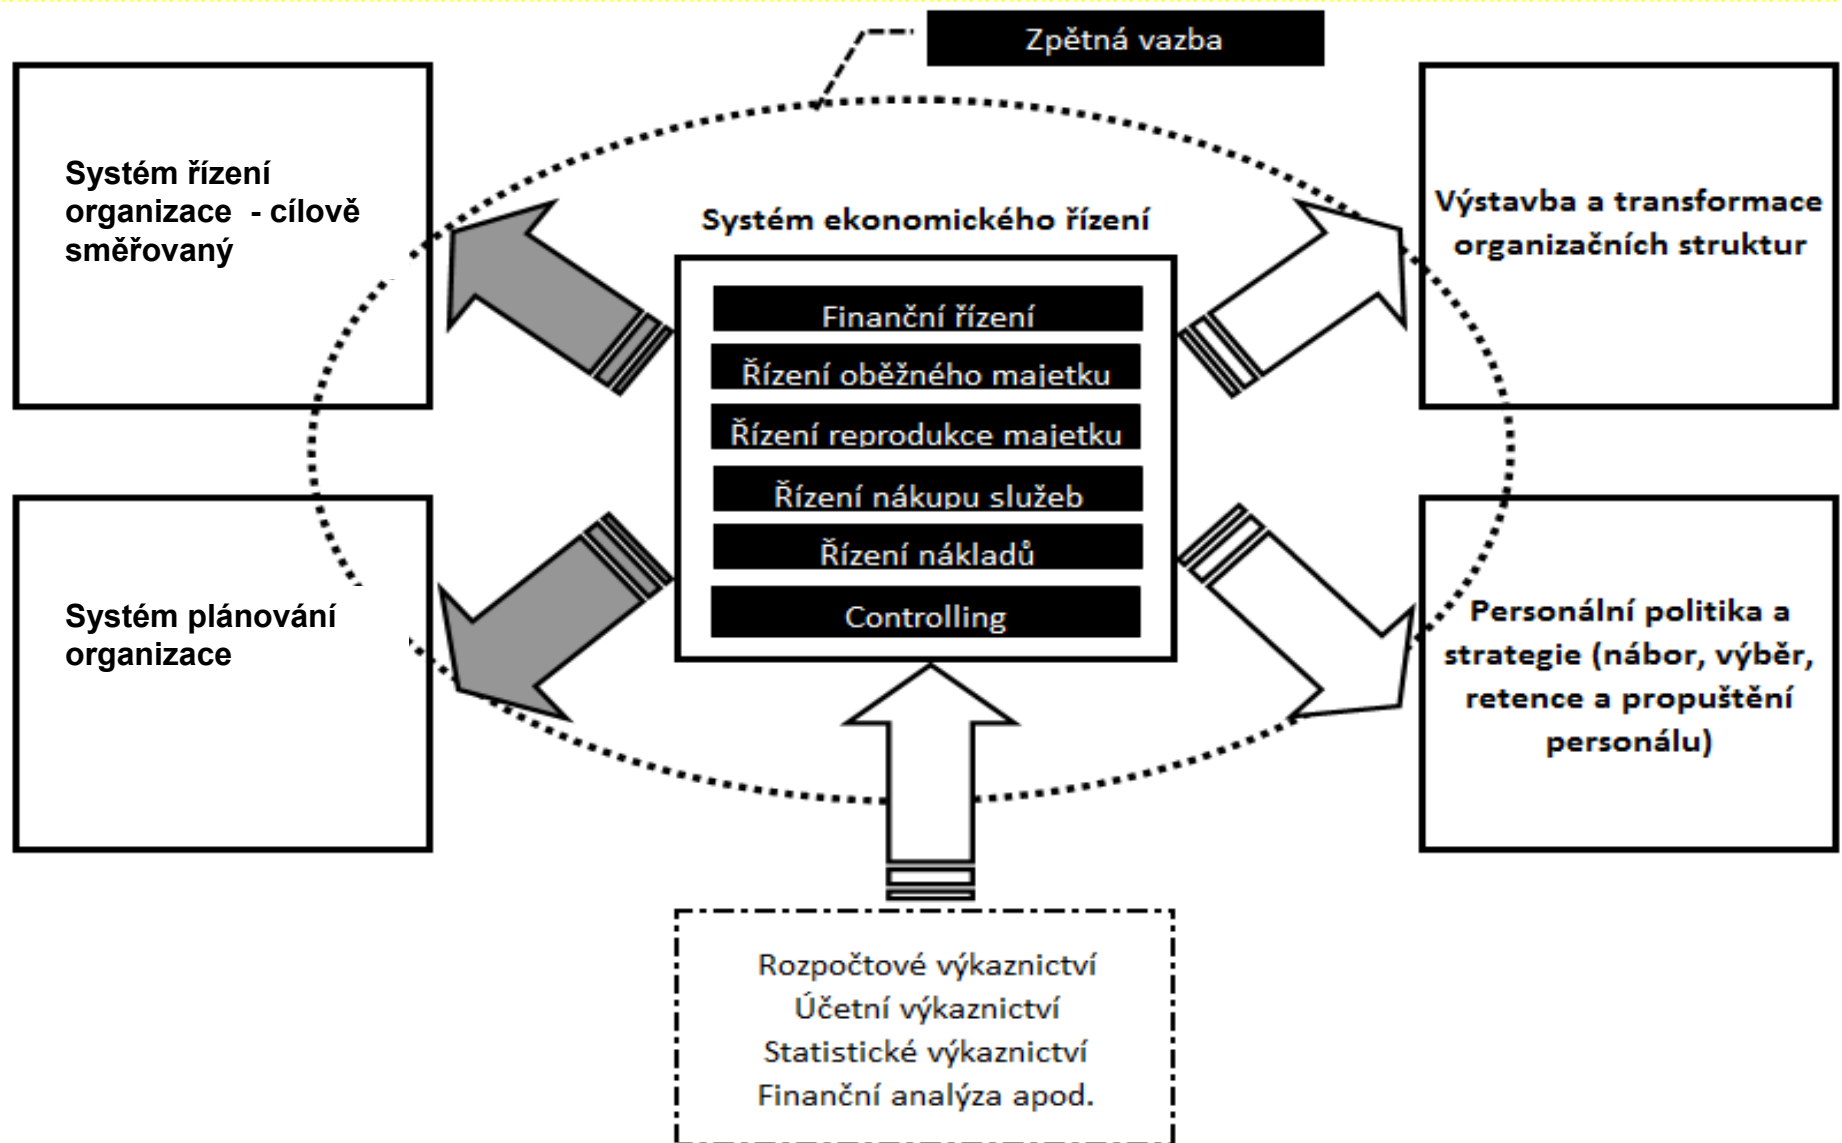 Zpětná vazba
Systém řízení
organizace - cílově
směřovaný
Systém ekonomického řízení
Výstavba a transformace
organizačních struktur
Finanční řízení
Řízení oběžného majetku
Řízení reprodukce majetku
Řízení nákupu služeb
Řízení nákladů
Controlling
Systém plánování
organizace
Personální politika a
strategie (nábor, výběr,
retence a propuštění
personálu)
Rozpočtové výkaznictví
Účetní výkaznictví
Statistické výkaznictví
Finanční analýza apod.